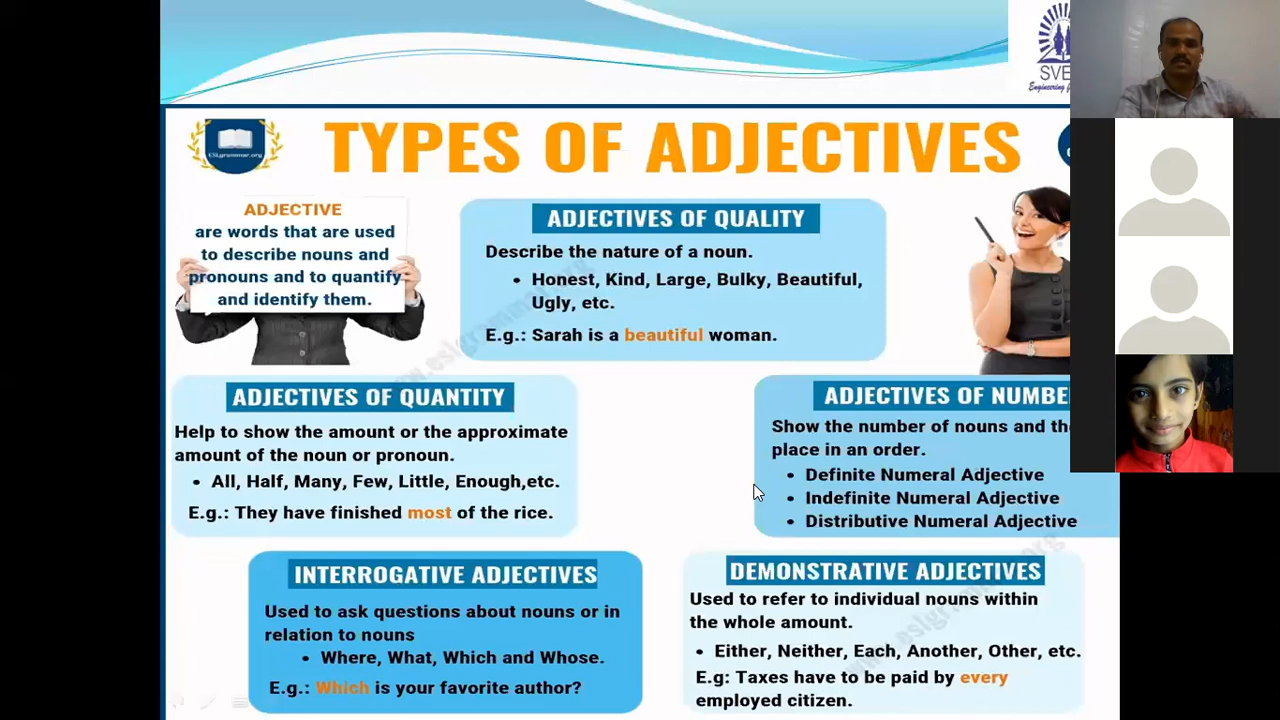 SVE
Engineering
ESLgrammar.org
TYPES OF ADJECTIVES
ADJECTIVE
are words that are used
to describe nouns and
pronouns and to quantify
and identify them.
ADJECTIVES OF QUALITY
Describe the nature of a noun.
• Honest, Kind, Large, Bulky, Beautiful,
Ugly, etc.
E.g.: Sarah is a beautiful woman.
ADJECTIVES OF QUANTITY
Help to show the amount or the approximate
amount of the noun or pronoun.
• All, Half, Many, Few, Little, Enough,etc.
E.g.: They have finished most of the rice.
ADJECTIVES OF NUMBE
Show the number of nouns and the
place in an order.
• Definite Numeral Adjective
• Indefinite Numeral Adjective
• Distributive Numeral Adjective
INTERROGATIVE ADJECTIVES
Used to ask questions about nouns or in
relation to nouns
• Where, What, Which and Whose.
E.g.: Which is your favorite author?
DEMONSTRATIVE ADJECTIVES
Used to refer to individual nouns within
the whole amount.
• Either, Neither, Each, Another, Other, etc.
E.g: Taxes have to be paid by every
employed citizen.